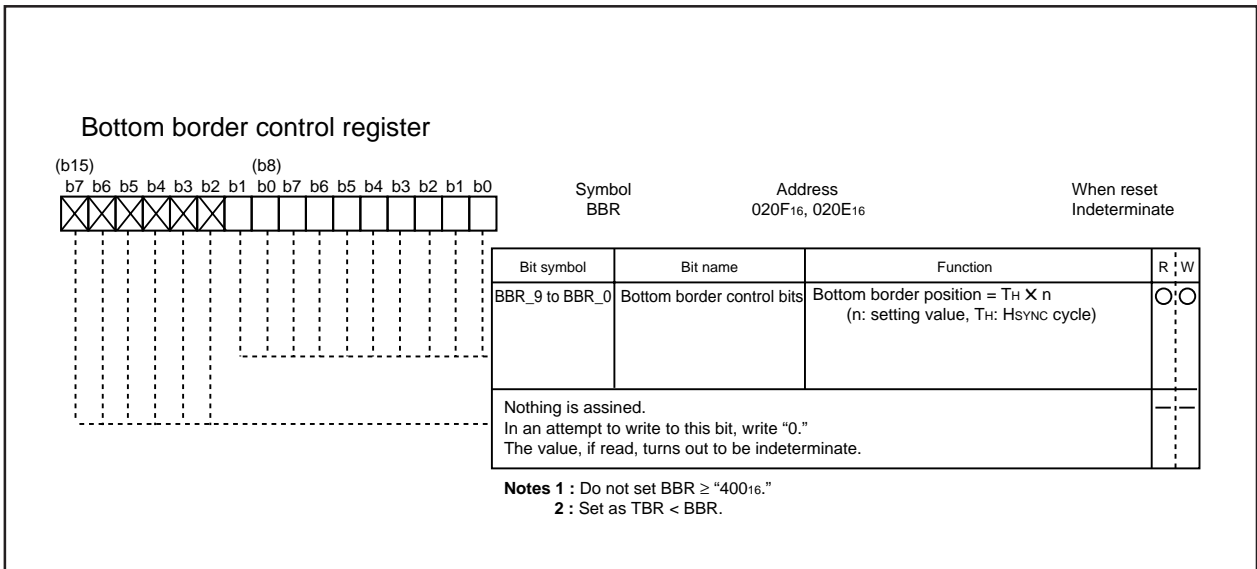 Bottom border control register
(b15) (b8)
b7 b6 b5 b4 b3 b2 b1 b0 b7 b6 b5 b4 b3 b2 b1 b0
Symbol Address When reset
BBR 020F16, 020E16 Indeterminate
Bit symbol Bit name Function R W
BBR_9 to BBR_0 Bottom border control bits Bottom border position = TH X n
(n: setting value, TH: HSYNC cycle)
Nothing is assined.
In an attempt to write to this bit, write “0.”
The value, if read, turns out to be indeterminate.
Notes 1 : Do not set BBR ≥ “40016.”
2 : Set as TBR < BBR.